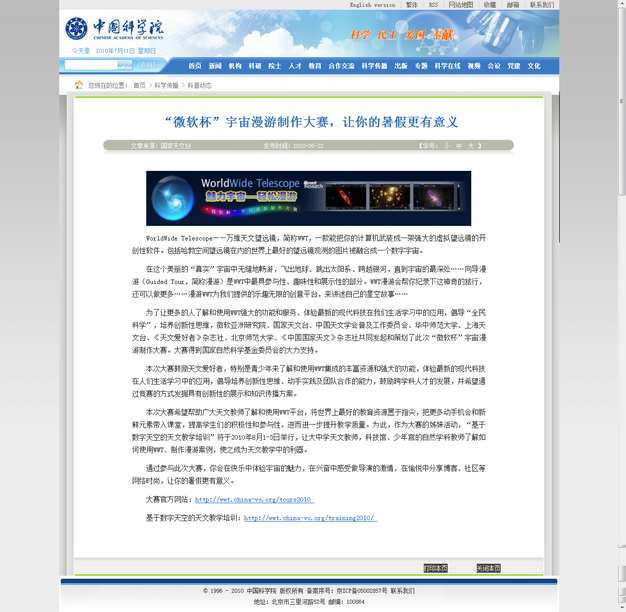 English version | 繁体 | RSS | 网站地图 | 收藏 | 邮箱 | 联系我们
中国科学院
CHINESE ACADEMY OF SCIENCES
科学 民主 爱国 奉献
今天是 2010年7月11日 星期日
首页 新闻 机构 科研 院士 人才 教育 合作交流 科学传播 出版 专题 科学在线 视频 会议 党建 文化
您现在的位置: 首页 > 科学传播 > 科普动态
“微软杯”宇宙漫游制作大赛，让你的暑假更有意义
文章来源：国家天文台 发布时间：2010-06-22 【字号： 小 中 大 】
WorldWide Telescope
Research
魅力宇宙—轻松漫游
WorldWide Telescope——万维天文望远镜，简称WWT，一款能把你的计算机武装成一架强大的虚拟望远镜的开
创性软件。包括哈勃空间望远镜在内的世界上最好的望远镜观测的图片被融合成一个数字宇宙。
在这个美丽的“真实”宇宙中无缝地畅游，飞出地球、跳出太阳系、跨越银河，直到宇宙的最深处……向导漫
游（Guided Tour，简称漫游）是WWT中最具参与性、趣味性和展示性的部分。WWT漫游会帮你纪录下这神奇的旅行，
还可以做更多……漫游WWT为我们提供的乐趣无限的创意平台，来讲述自己的星空故事……
为了让更多的人了解和使用WWT强大的功能和服务、体验最新的现代科技在我们生活学习中的应用，倡导“全民
科学”，培养创新性思维，微软亚洲研究院、国家天文台、中国天文学会普及工作委员会、华中师范大学、上海天
文台、《天文爱好者》杂志社、北京师范大学、《中国国家天文》杂志社共同发起和策划了此次“微软杯”宇宙漫
游制作大赛。大赛得到国家自然科学基金委员会的大力支持。
本次大赛鼓励天文爱好者，特别是青少年来了解和使用WWT集成的丰富资源和强大的功能，体验最新的现代科技
在人们生活学习中的应用，倡导培养创新性思维、动手实践及团队合作的能力，鼓励跨学科人才的发展，并希望通
过竞赛的方式发掘具有创新性的展示和知识传播方案。
本次大赛希望帮助广大天文教师了解和使用WWT平台，将世界上最好的教育资源置于指尖，把更多动手机会和新
鲜元素带入课堂，提高学生们的积极性和参与性，进而进一步提升教学质量。为此，作为大赛的姊妹活动，“基于
数字天空的天文教学培训”将于2010年8月1-3日举行，让大中学天文教师，科技馆、少年宫的自然学科教师了解如
何使用WWT、制作漫游案例，使之成为天文教学中的利器。
通过参与此次大赛，你会在快乐中体验宇宙的魅力，在兴奋中感受做导演的激情，在愉悦中分享博客、社区等
网络时尚，让你的暑假更有意义。
大赛官方网站：http://wwt.china-vo.org/tours2010
基于数字天空的天文教学培训：http://wwt.china-vo.org/training2010/
打印本页 关闭本页
© 1996 - 2010 中国科学院 版权所有 备案序号：京ICP备05002857号 联系我们
地址：北京市三里河路52号 邮编：100864